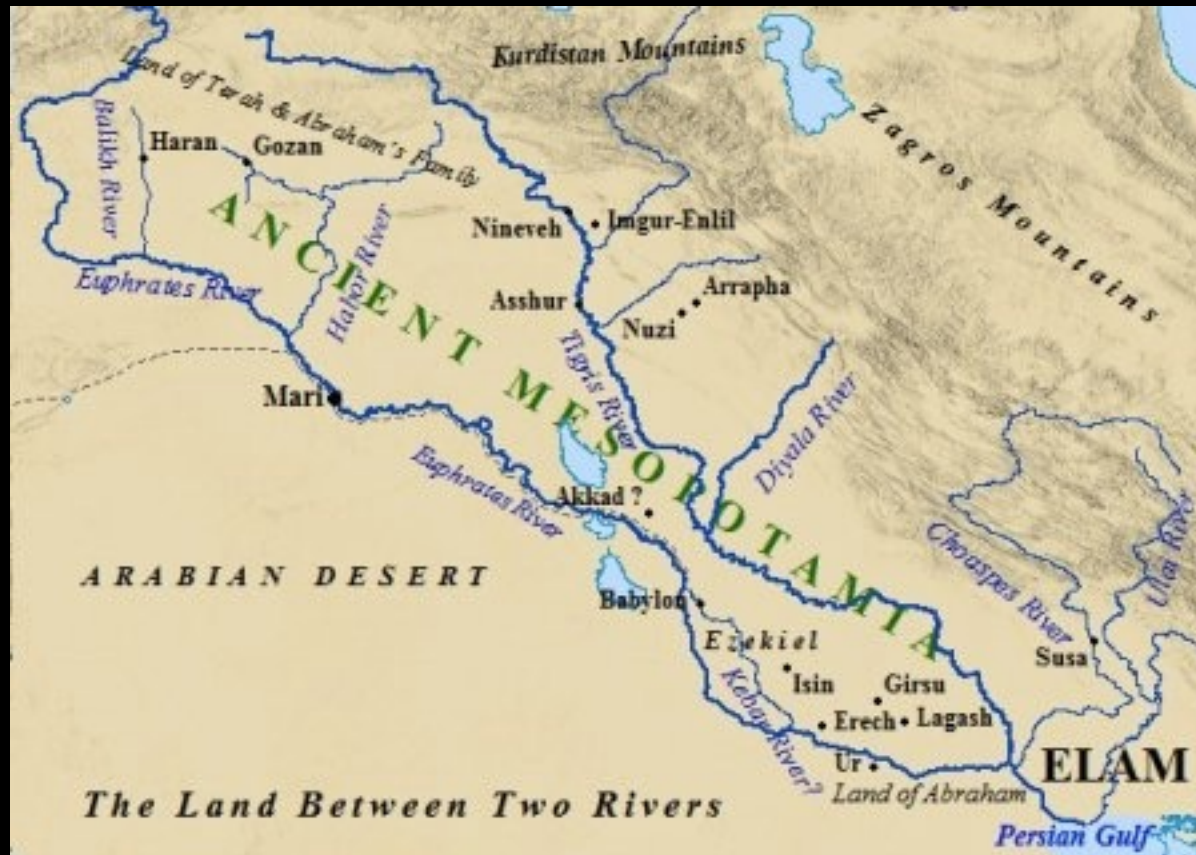 Kurdistan Mountains
Land of Terah & Abraham's Family
Zagros Mountains
Balikh River
Haran
Gozan
Nineveh
Imgur-Enlil
Habor River
Euphrates River
ANCIENT MESOPOTAMIA
Asshur
Arrapha
Nuzi
Tigris River
Mari
Diyala River
Euphrates River
Akkad ?
Choaspes River
Ulai River
ARABIAN DESERT
Babylon
Ezekiel
Susa
Isin
Girsu
Kebar River?
Erech
Lagash
Ur
ELAM
Land of Abraham
The Land Between Two Rivers
Persian Gulf